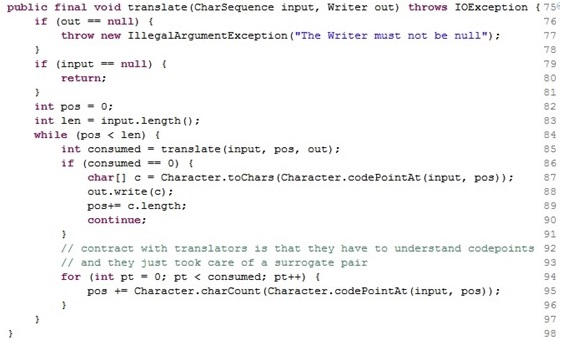 public final void translate(CharSequence input, Writer out) throws IOException { 75
if (out == null) { 76
throw new IllegalArgumentException("The Writer must not be null"); 77
} 78
if (input == null) { 79
return; 80
} 81
int pos = 0; 82
int len = input.length(); 83
while (pos < len) { 84
int consumed = translate(input, pos, out); 85
if (consumed == 0) { 86
char[] c = Character.toChars(Character.codePointAt(input, pos)); 87
out.write(c); 88
pos+= c.length; 89
continue; 90
} 91
// contract with translators is that they have to understand codepoints 92
// and they just took care of a surrogate pair 93
for (int pt = 0; pt < consumed; pt++) { 94
pos += Character.charCount(Character.codePointAt(input, pos)); 95
} 96
} 97
} 98